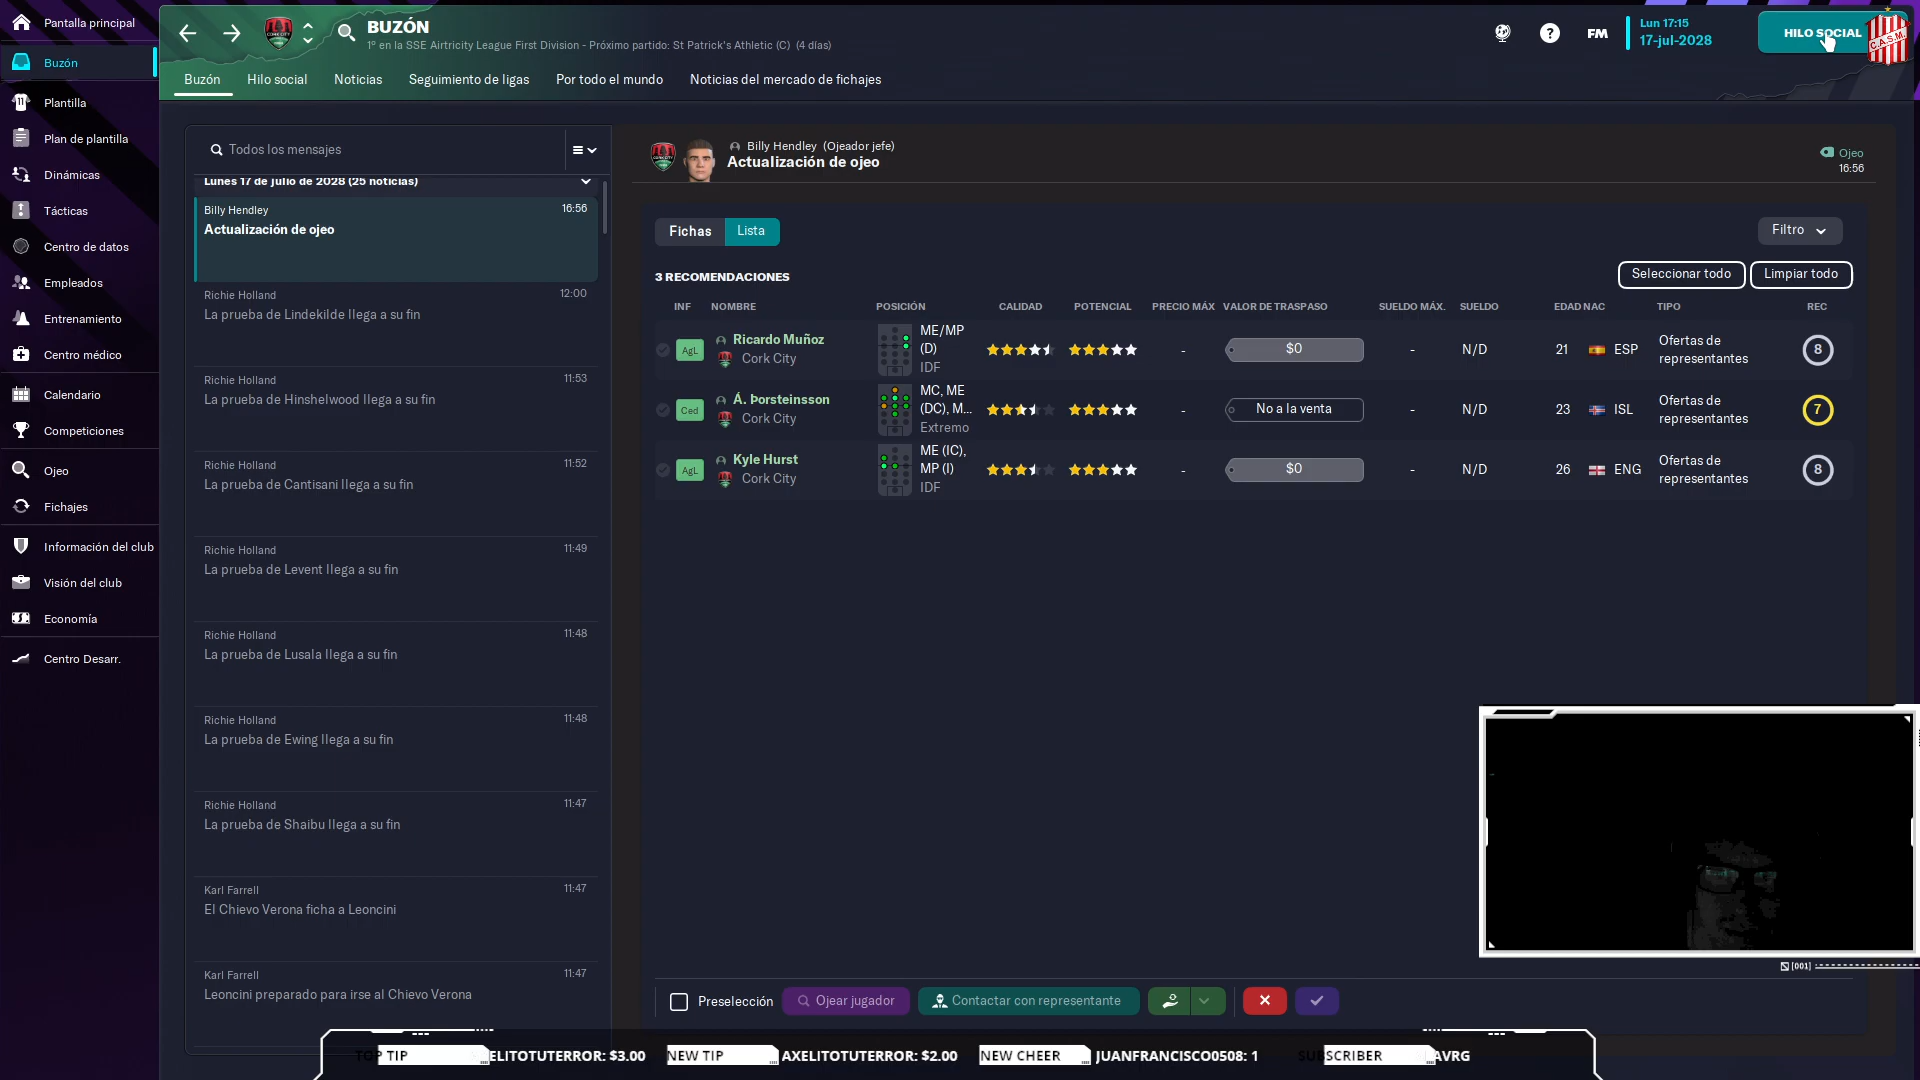 Pantalla principal
Buzón
Plantilla
Plan de plantilla
Dinámicas
Tácticas
Centro de datos
Empleados
Entrenamiento
Centro médico
Calendario
Competiciones
Ojeo
Fichajes
Información del club
Visión del club
Economía
Centro Desarr.
BUZÓN
1º en la SSE Airtricity League First Division - Próximo partido: St Patrick's Athletic (C) (4 días)
FM
Lun 17:15
17-jul-2028
HILO SOCIAL
C.A.S.M.
Buzón
Hilo social
Noticias
Seguimiento de ligas
Por todo el mundo
Noticias del mercado de fichajes
Todos los mensajes
Lunes 17 de julio de 2028 (25 noticias)
Billy Hendley 16:56
Actualización de ojeo
Richie Holland 12:00
La prueba de Lindekilde llega a su fin
Richie Holland 11:53
La prueba de Hinshelwood llega a su fin
Richie Holland 11:52
La prueba de Cantisani llega a su fin
Richie Holland 11:49
La prueba de Levent llega a su fin
Richie Holland 11:48
La prueba de Lusala llega a su fin
Richie Holland 11:48
La prueba de Ewing llega a su fin
Richie Holland 11:47
La prueba de Shaibu llega a su fin
Karl Farrell 11:47
El Chievo Verona ficha a Leoncini
Karl Farrell 11:47
Leoncini preparado para irse al Chievo Verona
Billy Hendley (Ojeador jefe)
Actualización de ojeo
Ojeo
16:56
Fichas
Lista
Filtro
3 RECOMENDACIONES
Seleccionar todo
Limpiar todo
INF NOMBRE POSICIÓN CALIDAD POTENCIAL PRECIO MÁX VALOR DE TRASPASO SUELDO MÁX. SUELDO EDAD NAC TIPO REC
AgL Ricardo Muñoz Cork City ME/MP (D) IDF - $0 - N/D 21 ESP Ofertas de representantes 8
Ced Á. Þorsteinsson Cork City MC, ME (DC), M... Extremo - No a la venta - N/D 23 ISL Ofertas de representantes 7
AgL Kyle Hurst Cork City ME (IC), MP (I) IDF - $0 - N/D 26 ENG Ofertas de representantes 8
[001]
Preselección
Ojear jugador
Contactar con representante
TOP TIP ELITOTUTERROR: $3.00 NEW TIP AXELITOTUTERROR: $2.00 NEW CHEER JUANFRANCISCO0508: 1 SUBSCRIBER AVRG